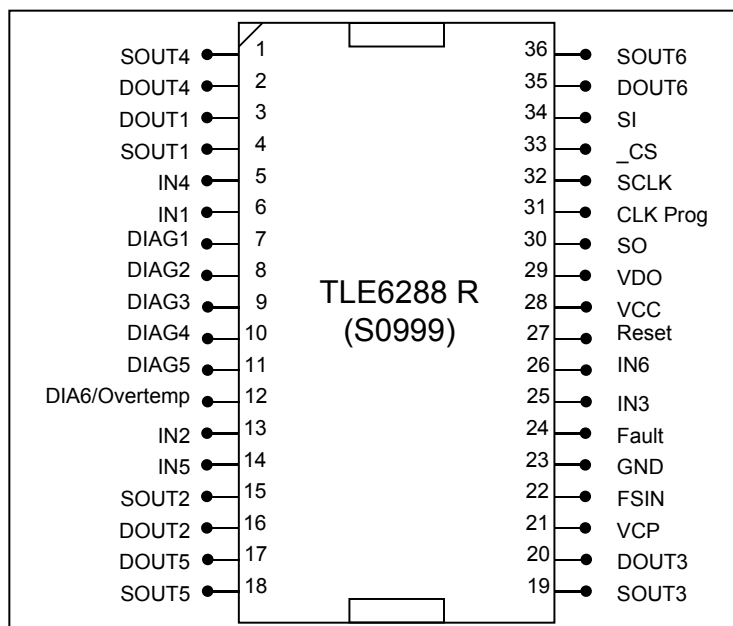 SOUT4 1 36 SOUT6
DOUT4 2 35 DOUT6
DOUT1 3 34 SI
SOUT1 4 33 _CS
IN4 5 32 SCLK
IN1 6 31 CLK Prog
DIAG1 7 30 SO
DIAG2 8 29 VDO
DIAG3 9 28 VCC
DIAG4 10 27 Reset
DIAG5 11 26 IN6
DIA6/Overtemp 12 25 IN3
IN2 13 24 Fault
IN5 14 23 GND
SOUT2 15 22 FSIN
DOUT2 16 21 VCP
DOUT5 17 20 DOUT3
SOUT5 18 19 SOUT3
TLE6288 R
(S0999)